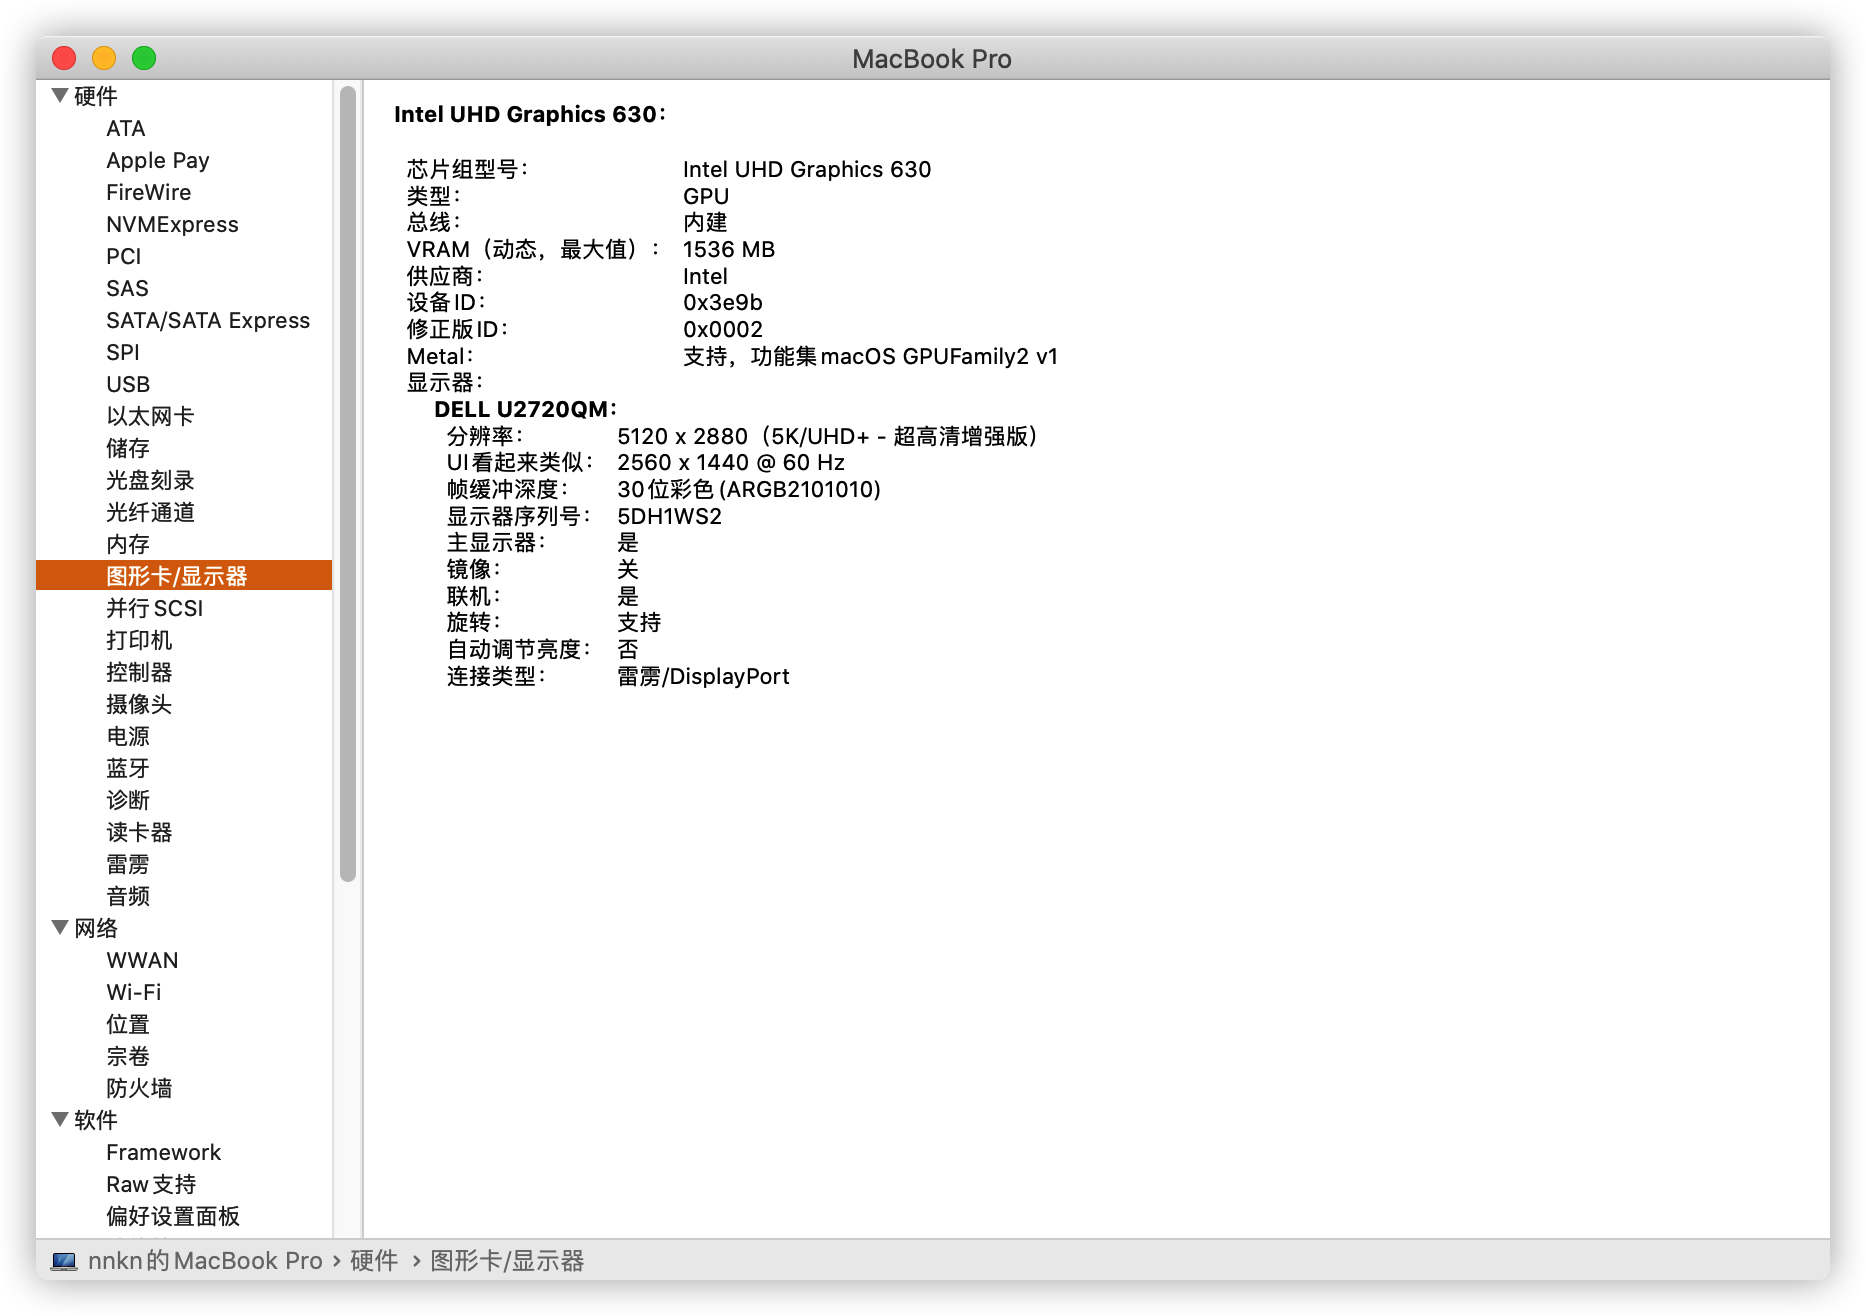 MacBook Pro
硬件
ATA
Apple Pay
FireWire
NVMExpress
PCI
SAS
SATA/SATA Express
SPI
USB
以太网卡
储存
光盘刻录
光纤通道
内存
图形卡/显示器
并行SCSI
打印机
控制器
摄像头
电源
蓝牙
诊断
读卡器
雷雳
音频
网络
WWAN
Wi-Fi
位置
宗卷
防火墙
软件
Framework
Raw支持
偏好设置面板
Intel UHD Graphics 630：
芯片组型号： Intel UHD Graphics 630
类型： GPU
总线： 内建
VRAM（动态，最大值）： 1536 MB
供应商： Intel
设备ID： 0x3e9b
修正版ID： 0x0002
Metal： 支持，功能集macOS GPUFamily2 v1
显示器：
DELL U2720QM：
分辨率： 5120 x 2880（5K/UHD+ - 超高清增强版）
UI看起来类似： 2560 x 1440 @ 60 Hz
帧缓冲深度： 30位彩色(ARGB2101010)
显示器序列号： 5DH1WS2
主显示器： 是
镜像： 关
联机： 是
旋转： 支持
自动调节亮度： 否
连接类型： 雷雳/DisplayPort
nnkn的MacBook Pro › 硬件 › 图形卡/显示器